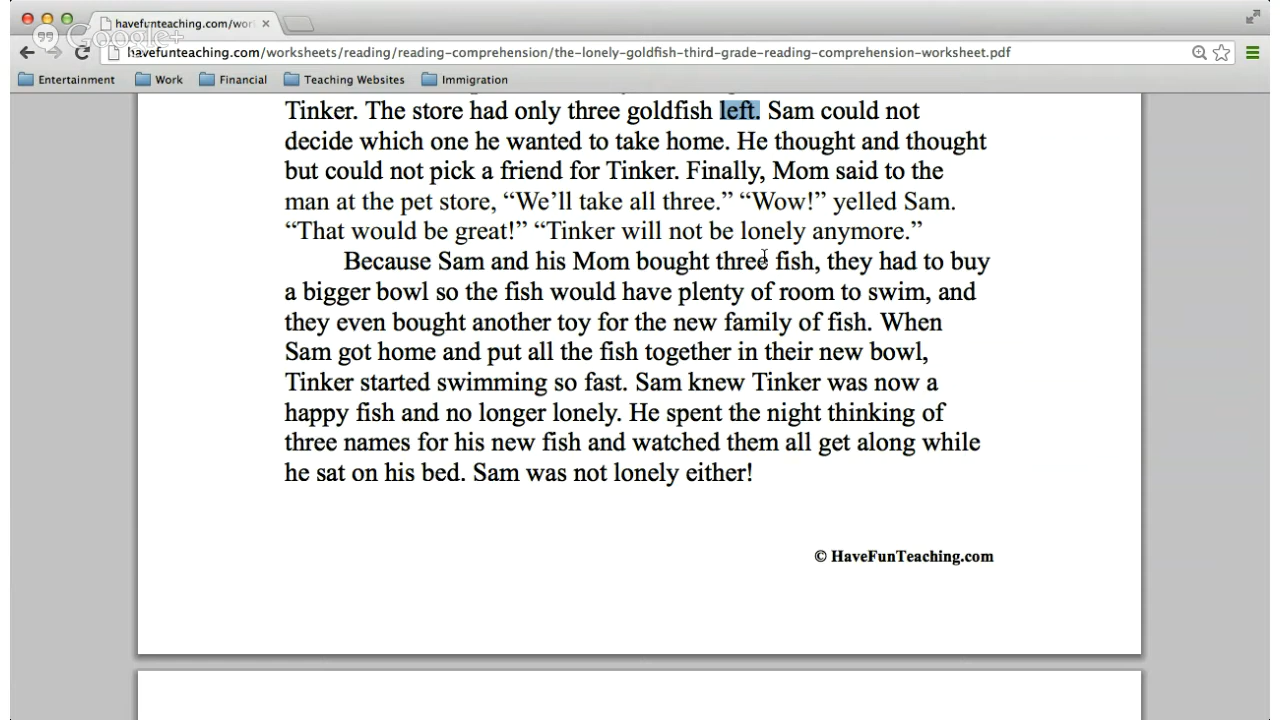 havefunteaching.com/wor
Google+
havefunteaching.com/worksheets/reading/reading-comprehension/the-lonely-goldfish-third-grade-reading-comprehension-worksheet.pdf
Entertainment Work Financial Teaching Websites Immigration
Tinker. The store had only three goldfish left. Sam could not
decide which one he wanted to take home. He thought and thought
but could not pick a friend for Tinker. Finally, Mom said to the
man at the pet store, “We’ll take all three.” “Wow!” yelled Sam.
“That would be great!” “Tinker will not be lonely anymore.”
Because Sam and his Mom bought three fish, they had to buy
a bigger bowl so the fish would have plenty of room to swim, and
they even bought another toy for the new family of fish. When
Sam got home and put all the fish together in their new bowl,
Tinker started swimming so fast. Sam knew Tinker was now a
happy fish and no longer lonely. He spent the night thinking of
three names for his new fish and watched them all get along while
he sat on his bed. Sam was not lonely either!
© HaveFunTeaching.com